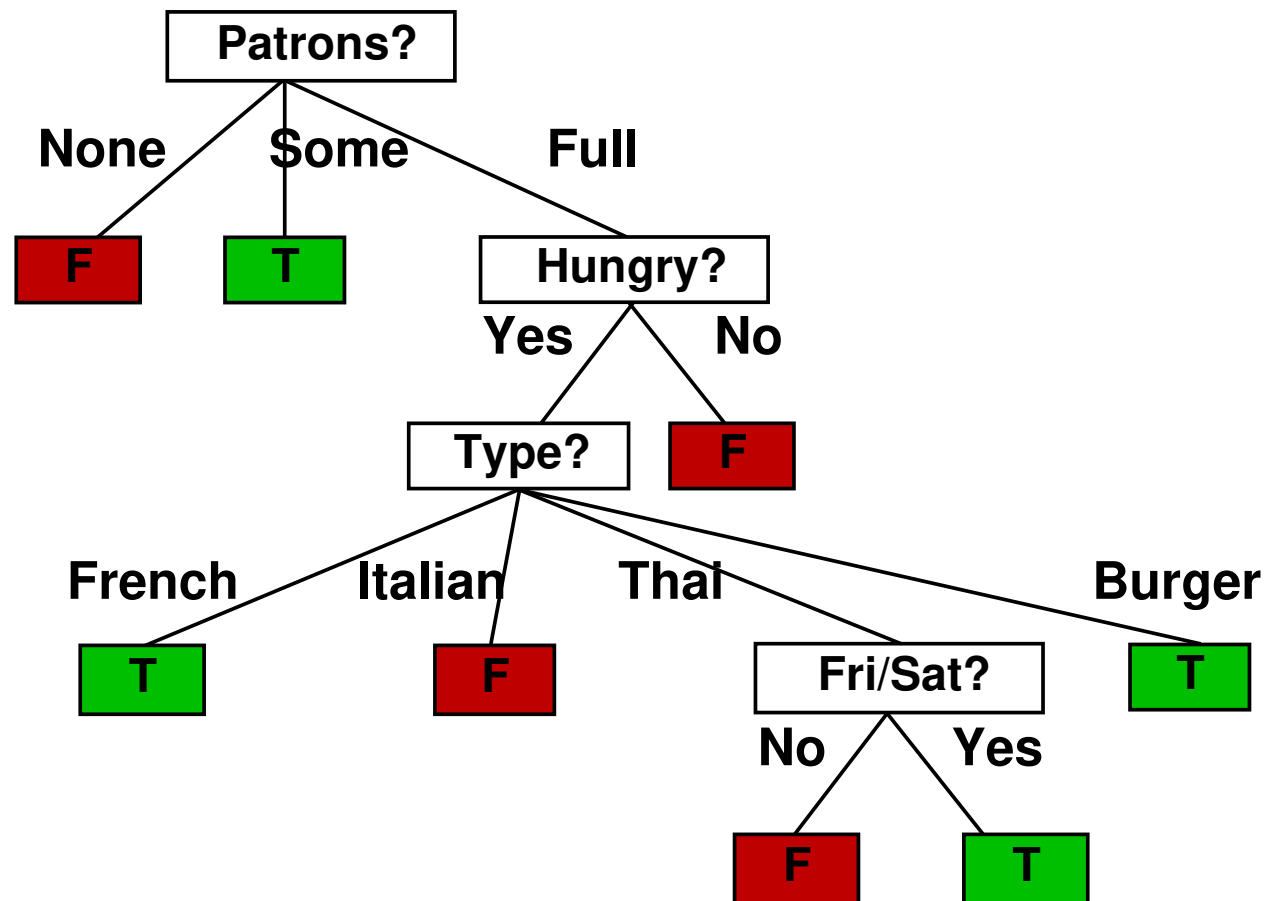 Patrons?
None Some Full
F T Hungry?
Yes No
Type? F
French Italian Thai Burger
T F Fri/Sat? T
No Yes
F T